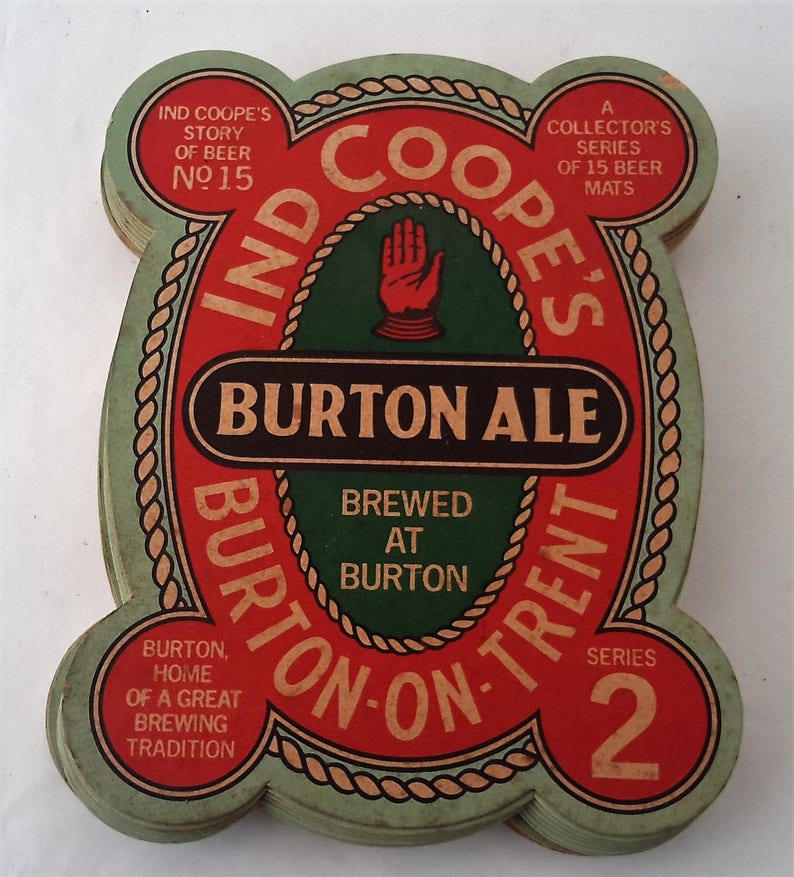 IND COOPE'S
STORY
OF BEER
Nº 15
A
COLLECTOR'S
SERIES
OF 15 BEER
MATS
IND COOPE'S
BURTON ALE
BREWED
AT
BURTON
BURTON-ON-TRENT
BURTON,
HOME
OF A GREAT
BREWING
TRADITION
SERIES
2